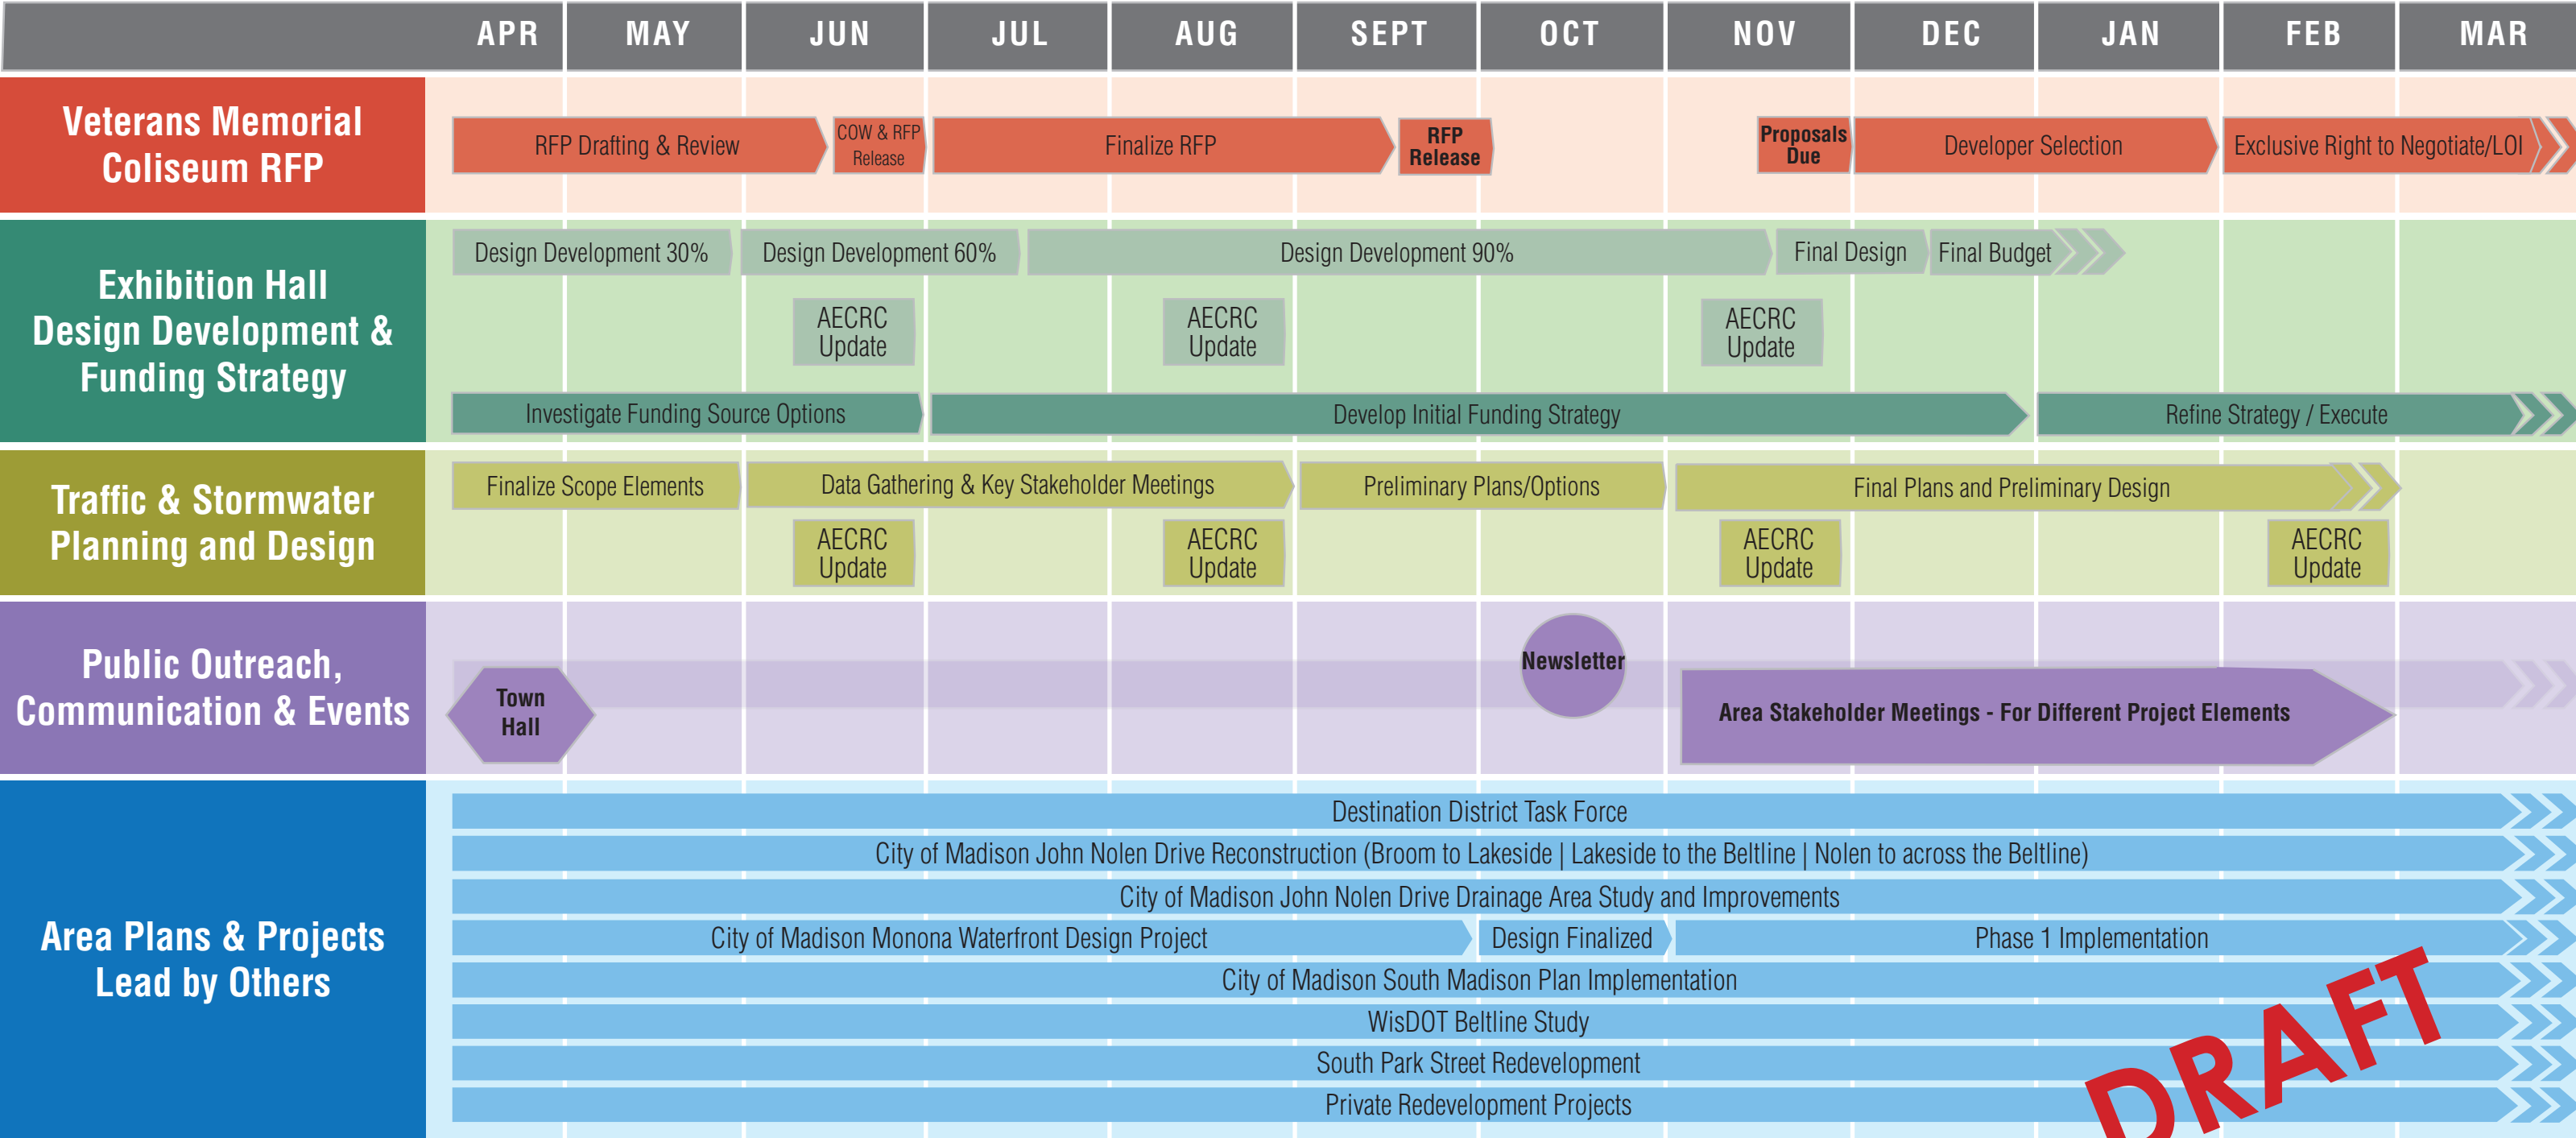 APR MAY JUN JUL AUG SEPT OCT NOV DEC JAN FEB MAR
Veterans Memorial
Coliseum RFP
RFP Drafting & Review
COW & RFP
Release
Finalize RFP
RFP
Release
Proposals
Due
Developer Selection
Exclusive Right to Negotiate/LOI
Exhibition Hall
Design Development &
Funding Strategy
Design Development 30%
Design Development 60%
Design Development 90%
Final Design
Final Budget
AECRC
Update
AECRC
Update
AECRC
Update
Investigate Funding Source Options
Develop Initial Funding Strategy
Refine Strategy / Execute
Traffic & Stormwater
Planning and Design
Finalize Scope Elements
Data Gathering & Key Stakeholder Meetings
Preliminary Plans/Options
Final Plans and Preliminary Design
AECRC
Update
AECRC
Update
AECRC
Update
AECRC
Update
Public Outreach,
Communication & Events
Town
Hall
Newsletter
Area Stakeholder Meetings - For Different Project Elements
Area Plans & Projects
Lead by Others
Destination District Task Force
City of Madison John Nolen Drive Reconstruction (Broom to Lakeside | Lakeside to the Beltline | Nolen to across the Beltline)
City of Madison John Nolen Drive Drainage Area Study and Improvements
City of Madison Monona Waterfront Design Project
Design Finalized
Phase 1 Implementation
City of Madison South Madison Plan Implementation
WisDOT Beltline Study
South Park Street Redevelopment
Private Redevelopment Projects
DRAFT